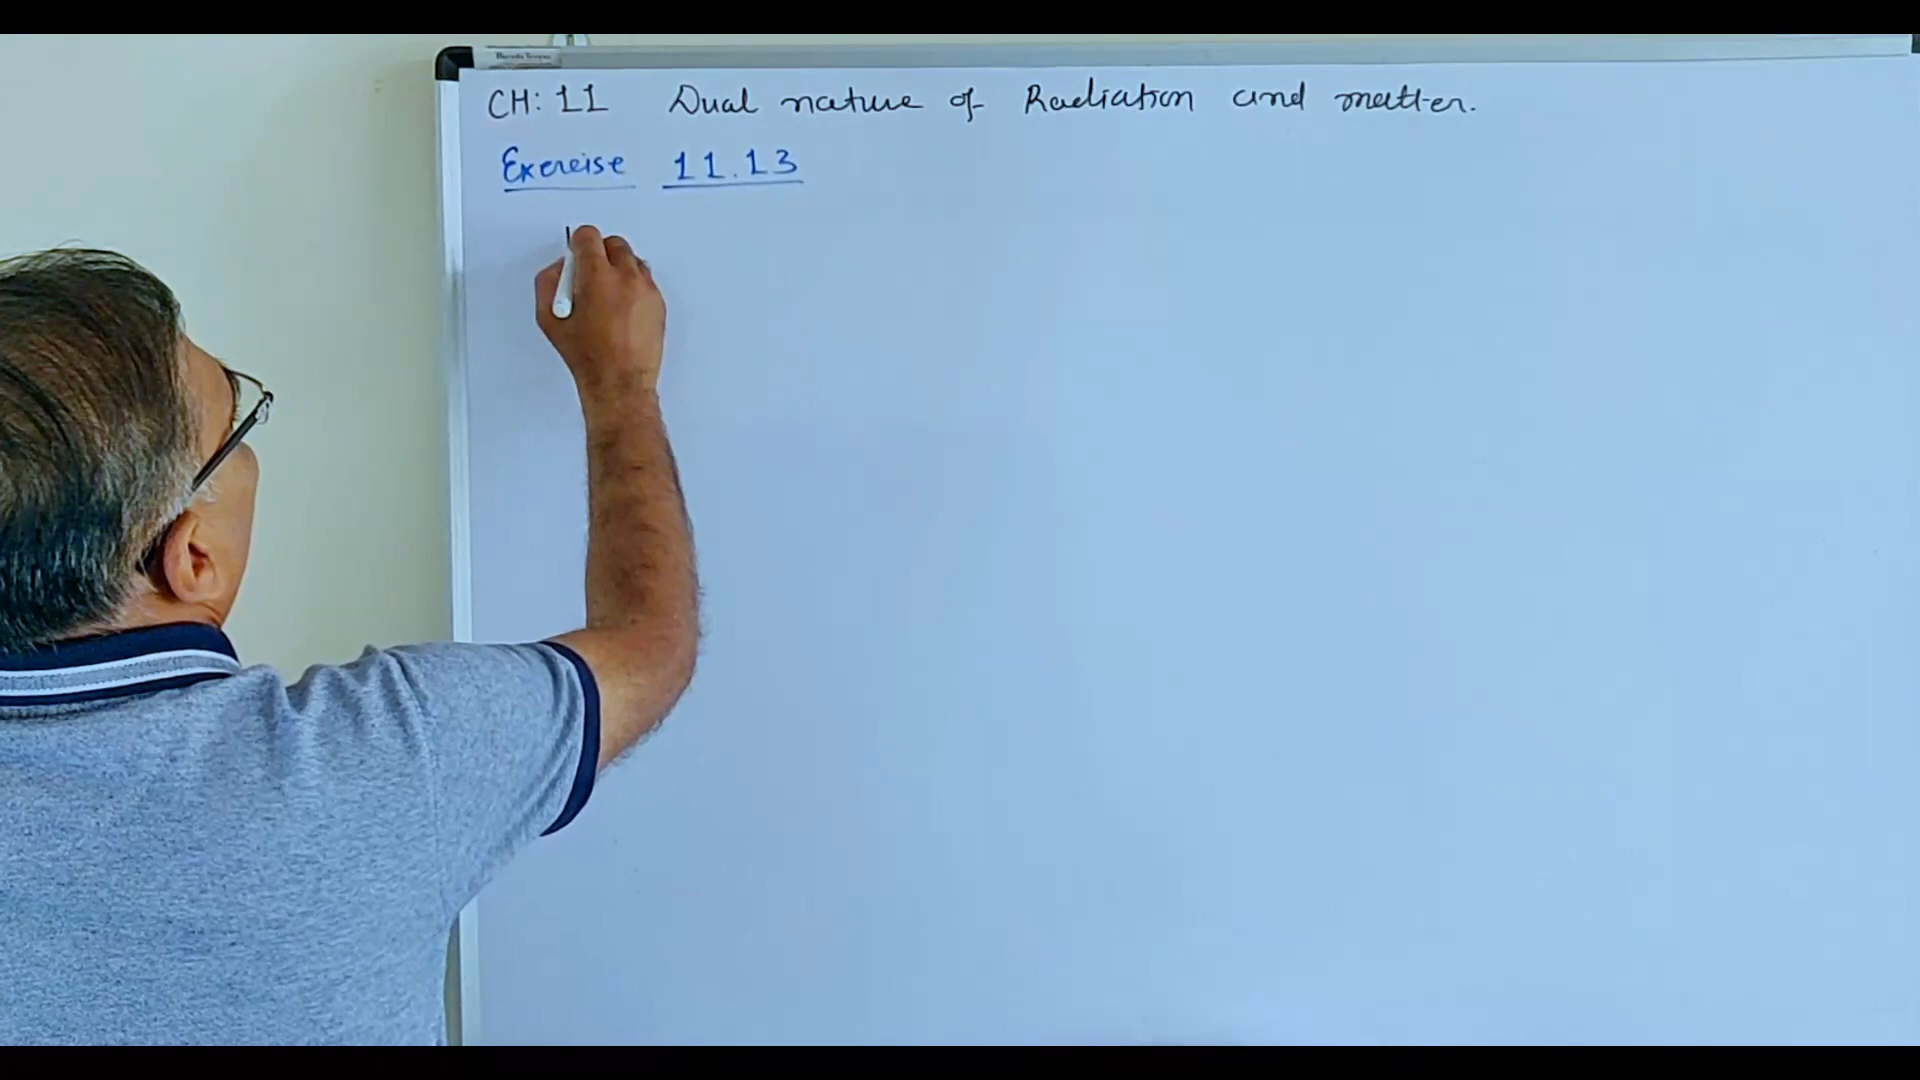 CH: 11 Dual nature of Radiation and matter.
Exercise 11.13